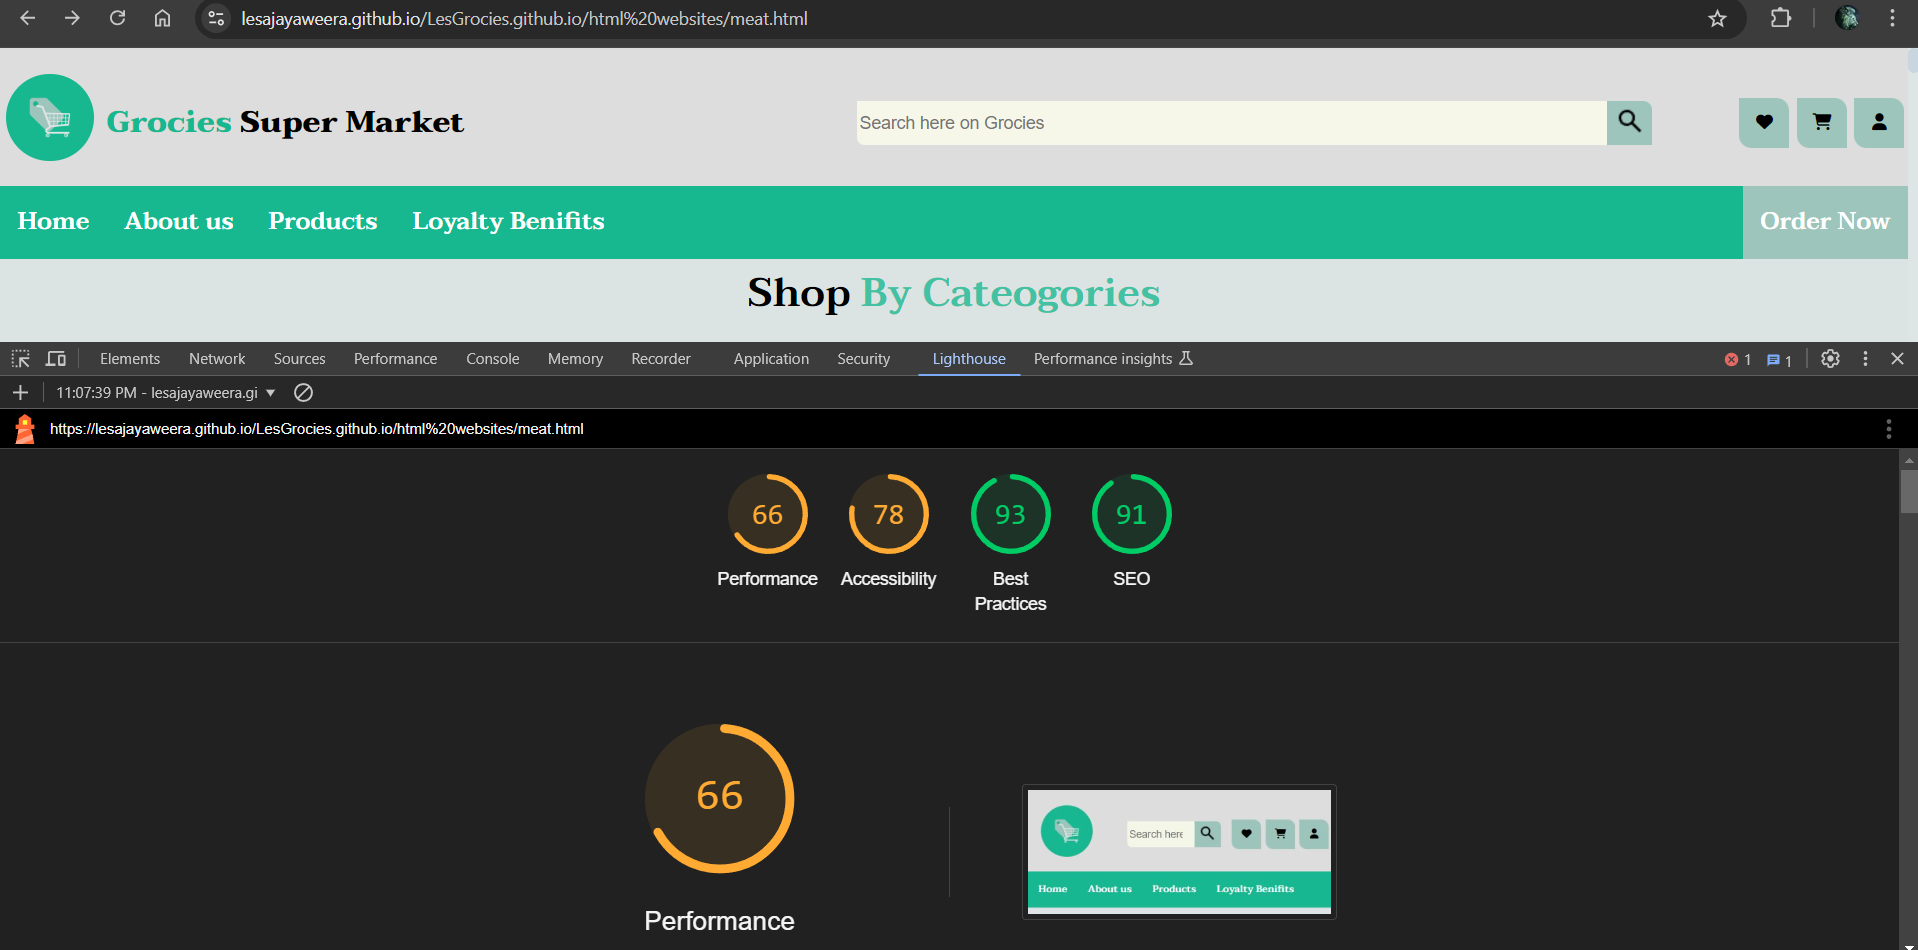 lesajayaweera.github.io/LesGrocies.github.io/html%20websites/meat.html
Grocies Super Market
Search here on Grocies
Home About us Products Loyalty Benifits Order Now
Shop By Cateogories
Elements Network Sources Performance Console Memory Recorder Application Security Lighthouse Performance insights 1 1
11:07:39 PM - lesajayaweera.gi
https://lesajayaweera.github.io/LesGrocies.github.io/html%20websites/meat.html
66 78 93 91
Performance Accessibility Best Practices SEO
66
Performance
Search here
Home About us Products Loyalty Benifits